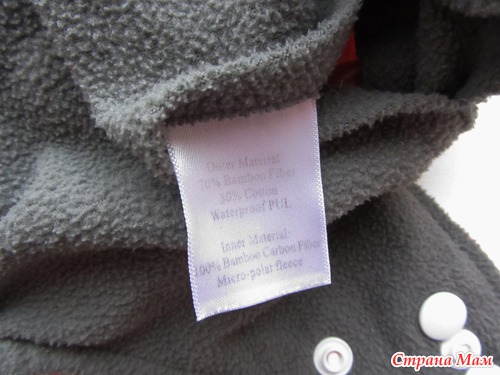 Outer Material:
70% Bamboo Fiber
30% Cotton
Waterproof PUL
Inner Material:
100% Bamboo Carbon Fiber
Micro-polar fleece
Страна Мам